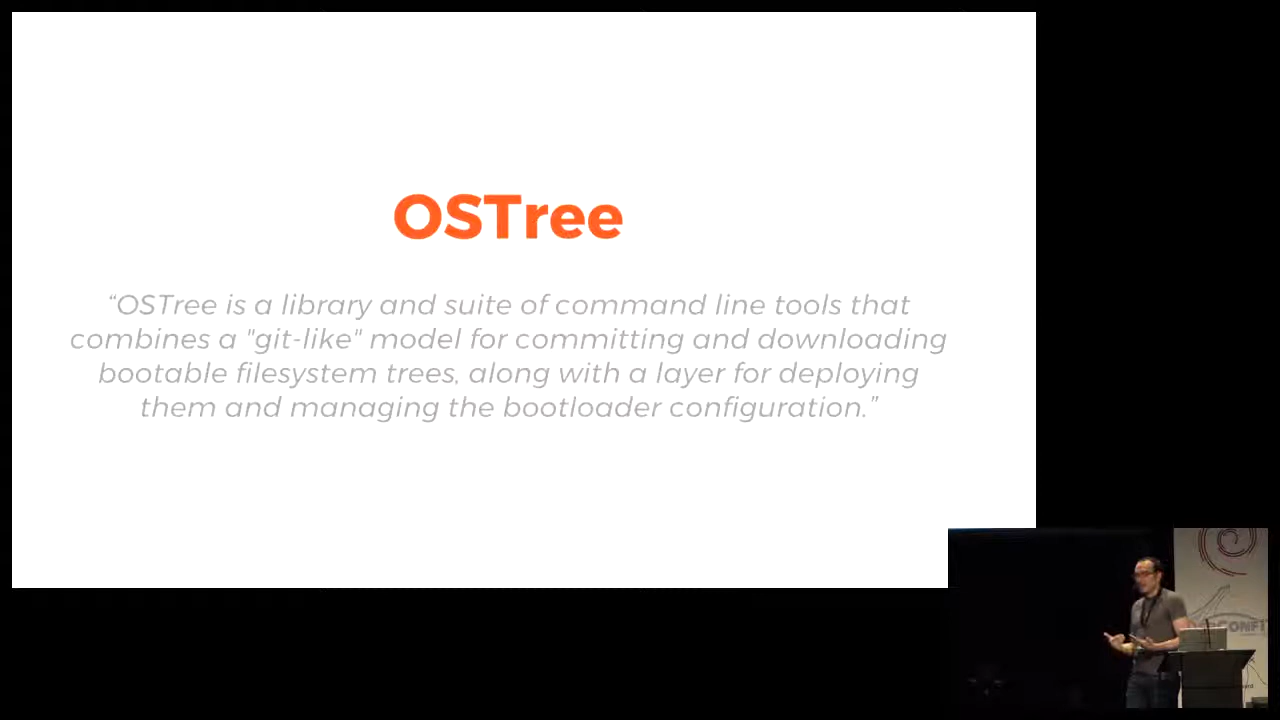 OSTree
“OSTree is a library and suite of command line tools that
combines a "git-like" model for committing and downloading
bootable filesystem trees, along with a layer for deploying
them and managing the bootloader configuration.”